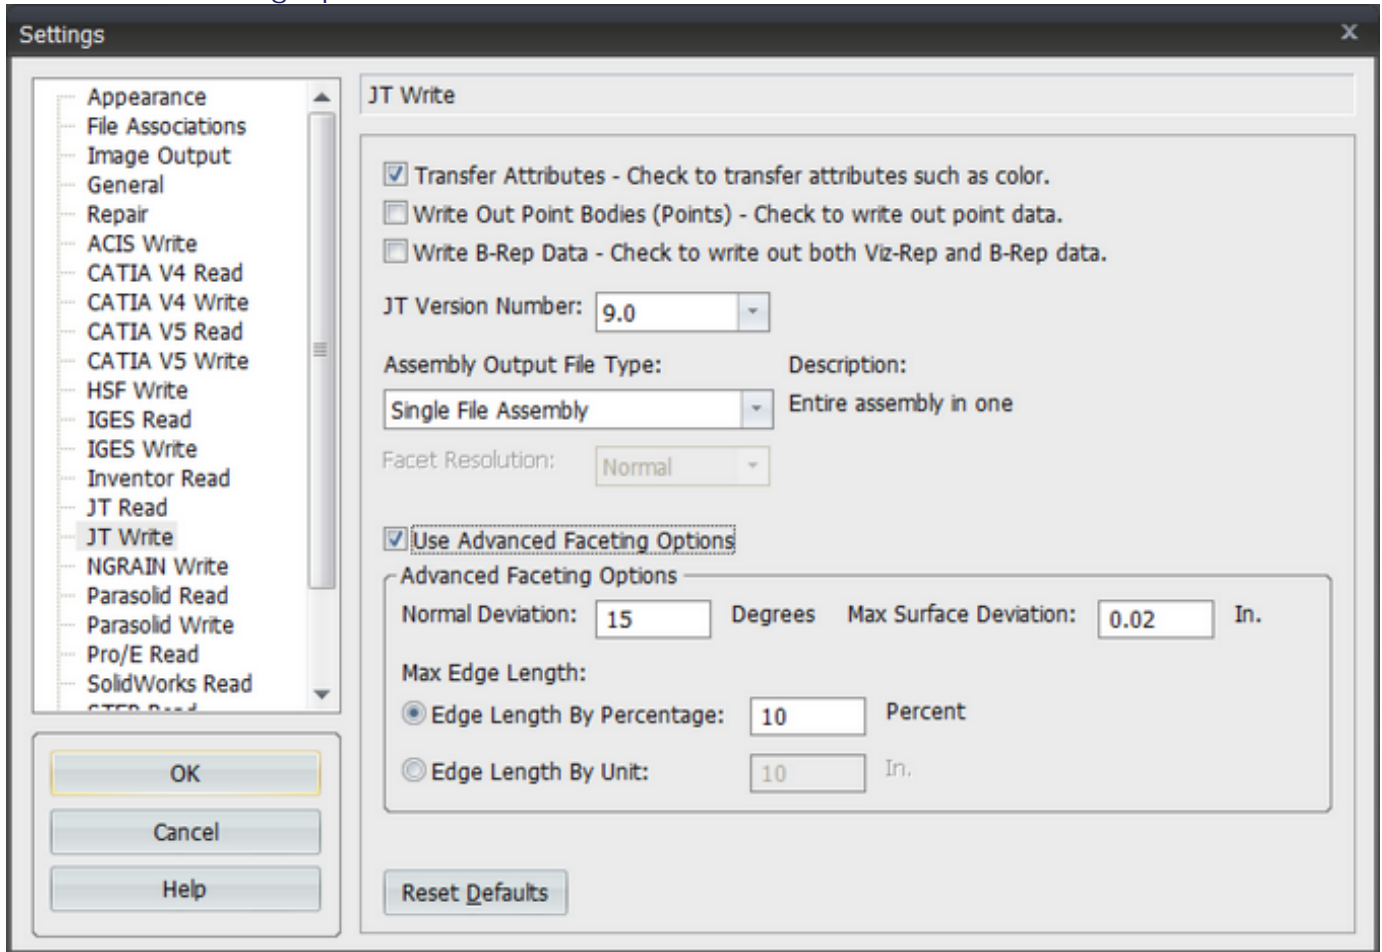 Settings
x
Appearance
File Associations
Image Output
General
Repair
ACIS Write
CATIA V4 Read
CATIA V4 Write
CATIA V5 Read
CATIA V5 Write
HSF Write
IGES Read
IGES Write
Inventor Read
JT Read
JT Write
NGRAIN Write
Parasolid Read
Parasolid Write
Pro/E Read
SolidWorks Read
OK
Cancel
Help
JT Write
Transfer Attributes - Check to transfer attributes such as color.
Write Out Point Bodies (Points) - Check to write out point data.
Write B-Rep Data - Check to write out both Viz-Rep and B-Rep data.
JT Version Number: 9.0
Assembly Output File Type: Description:
Single File Assembly Entire assembly in one
Facet Resolution: Normal
Use Advanced Faceting Options
Advanced Faceting Options
Normal Deviation: 15 Degrees Max Surface Deviation: 0.02 In.
Max Edge Length:
Edge Length By Percentage: 10 Percent
Edge Length By Unit: 10 In.
Reset Defaults